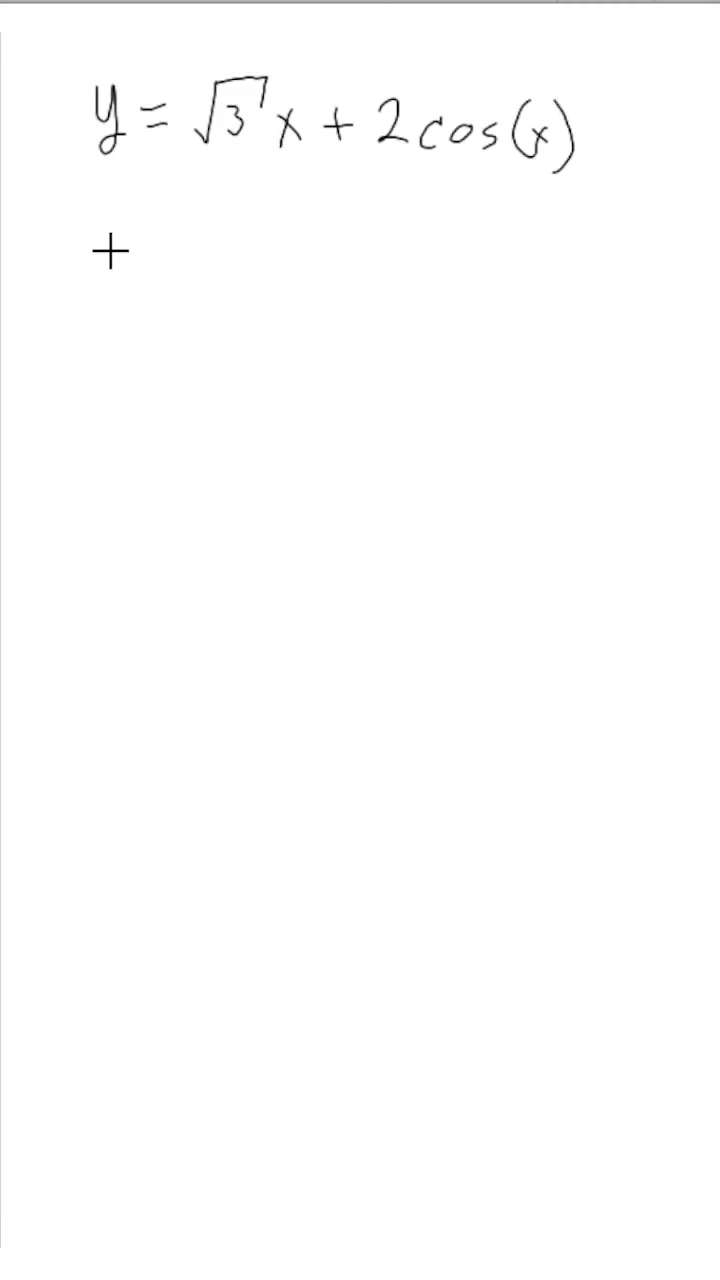 y = √3 x + 2cos(x)